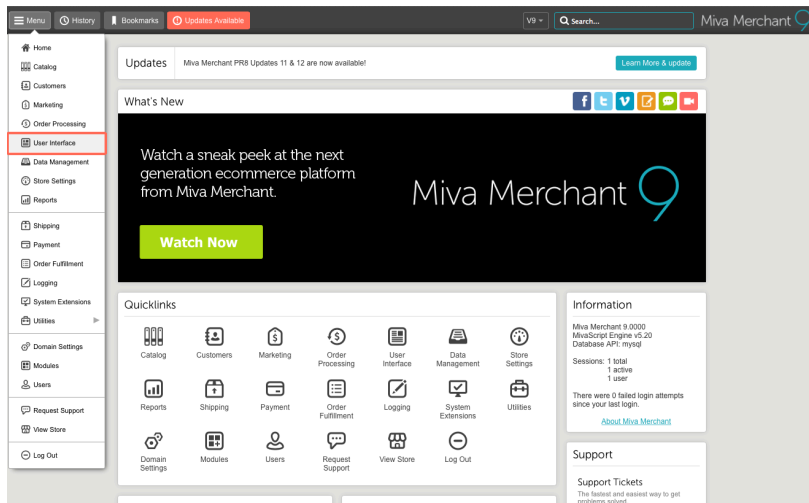 Menu
History
Bookmarks
Updates Available
V9
Search...
Miva Merchant 9
Home
Catalog
Customers
Marketing
Order Processing
User Interface
Data Management
Store Settings
Reports
Shipping
Payment
Order Fulfillment
Logging
System Extensions
Utilities
Domain Settings
Modules
Users
Request Support
View Store
Log Out
Updates
Miva Merchant PR8 Updates 11 & 12 are now available!
Learn More & update
What's New
Watch a sneak peek at the next
generation ecommerce platform
from Miva Merchant.
Watch Now
Miva Merchant 9
Quicklinks
Catalog
Customers
Marketing
Order
Processing
User
Interface
Data
Management
Store
Settings
Reports
Shipping
Payment
Order
Fulfillment
Logging
System
Extensions
Utilities
Domain
Settings
Modules
Users
Request
Support
View Store
Log Out
Information
Miva Merchant 9.0000
MivaScript Engine v5.20
Database API: mysql
Sessions: 1 total
1 active
1 user
There were 0 failed login attempts
since your last login.
About Miva Merchant
Support
Support Tickets
The fastest and easiest way to get
problems solved.